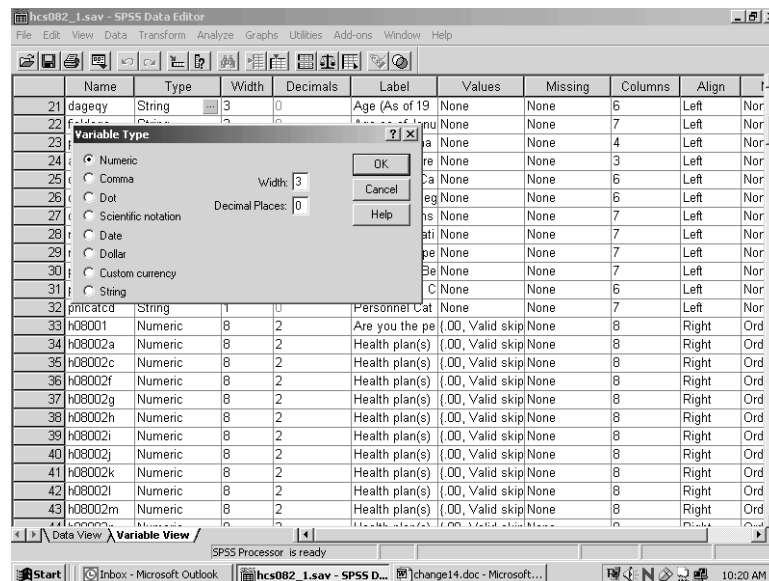 hcs082_1.sav - SPSS Data Editor
File Edit View Data Transform Analyze Graphs Utilities Add-ons Window Help
Name Type Width Decimals Label Values Missing Columns Align
21 dageqy String ... 3 0 Age (As of 19 None None 6 Left Nor
22 None None 7 Left Nor
23 None None 4 Left Nor
24 None None 3 Left Nor
25 None None 6 Left Nor
26 None None 6 Left Nor
27 None None 7 Left Nor
28 None None 7 Left Nor
29 None None 7 Left Nor
30 None None 7 Left Nor
31 None None 6 Left Nor
32 pnlcatcd String 1 0 Personnel Cat None None 7 Left Nor
Variable Type
Numeric
Comma
Dot
Scientific notation
Date
Dollar
Custom currency
String
Width: 3
Decimal Places: 0
OK
Cancel
Help
33 h08001 Numeric 8 2 Are you the pe {.00, Valid skip None 8 Right Ord
34 h08002a Numeric 8 2 Health plan(s) {.00, Valid skip None 8 Right Ord
35 h08002c Numeric 8 2 Health plan(s) {.00, Valid skip None 8 Right Ord
36 h08002f Numeric 8 2 Health plan(s) {.00, Valid skip None 8 Right Ord
37 h08002g Numeric 8 2 Health plan(s) {.00, Valid skip None 8 Right Ord
38 h08002h Numeric 8 2 Health plan(s) {.00, Valid skip None 8 Right Ord
39 h08002i Numeric 8 2 Health plan(s) {.00, Valid skip None 8 Right Ord
40 h08002j Numeric 8 2 Health plan(s) {.00, Valid skip None 8 Right Ord
41 h08002k Numeric 8 2 Health plan(s) {.00, Valid skip None 8 Right Ord
42 h08002l Numeric 8 2 Health plan(s) {.00, Valid skip None 8 Right Ord
43 h08002m Numeric 8 2 Health plan(s) {.00, Valid skip None 8 Right Ord
Data View Variable View
SPSS Processor is ready
Start Inbox - Microsoft Outlook hcs082_1.sav - SPSS D... change14.doc - Microsoft... 10:20 AM